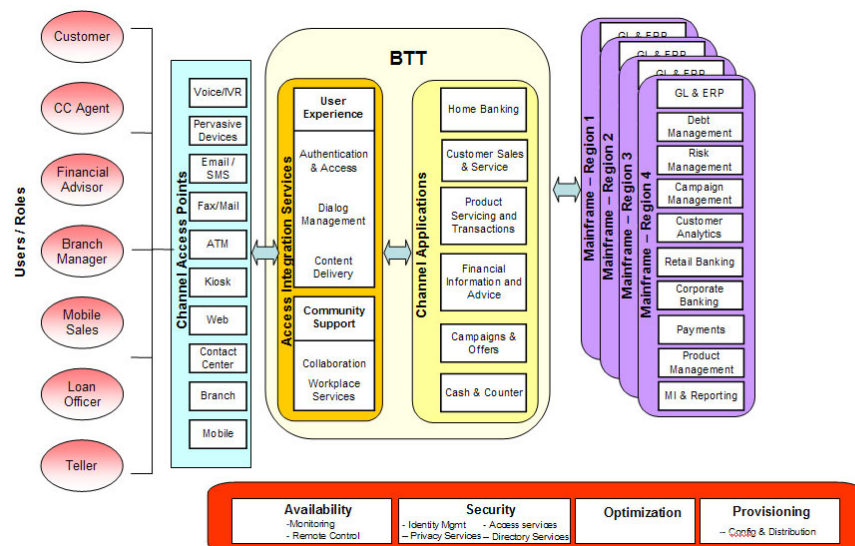 Users / Roles
Customer
CC Agent
Financial
Advisor
Branch
Manager
Mobile
Sales
Loan
Officer
Teller
Channel Access Points
Voice/IVR
Pervasive
Devices
Email /
SMS
Fax/Mail
ATM
Kiosk
Web
Contact
Center
Branch
Mobile
BTT
Access Integration Services
User
Experience
Authentication
& Access
Dialog
Management
Content
Delivery
Community
Support
Collaboration
Workplace
Services
Channel Applications
Home Banking
Customer Sales
& Service
Product
Servicing and
Transactions
Financial
Information and
Advice
Campaigns &
Offers
Cash & Counter
Mainframe – Region 1
GL & ERP
Mainframe – Region 2
GL & ERP
Mainframe – Region 3
GL & ERP
Mainframe – Region 4
GL & ERP
Debt
Management
Risk
Management
Campaign
Management
Customer
Analytics
Retail Banking
Corporate
Banking
Payments
Product
Management
MI & Reporting
Availability
-Monitoring
- Remote Control
Security
- Identity Mgmt - Access services
– Privacy Services – Directory Services
Optimization
Provisioning
– Config & Distribution